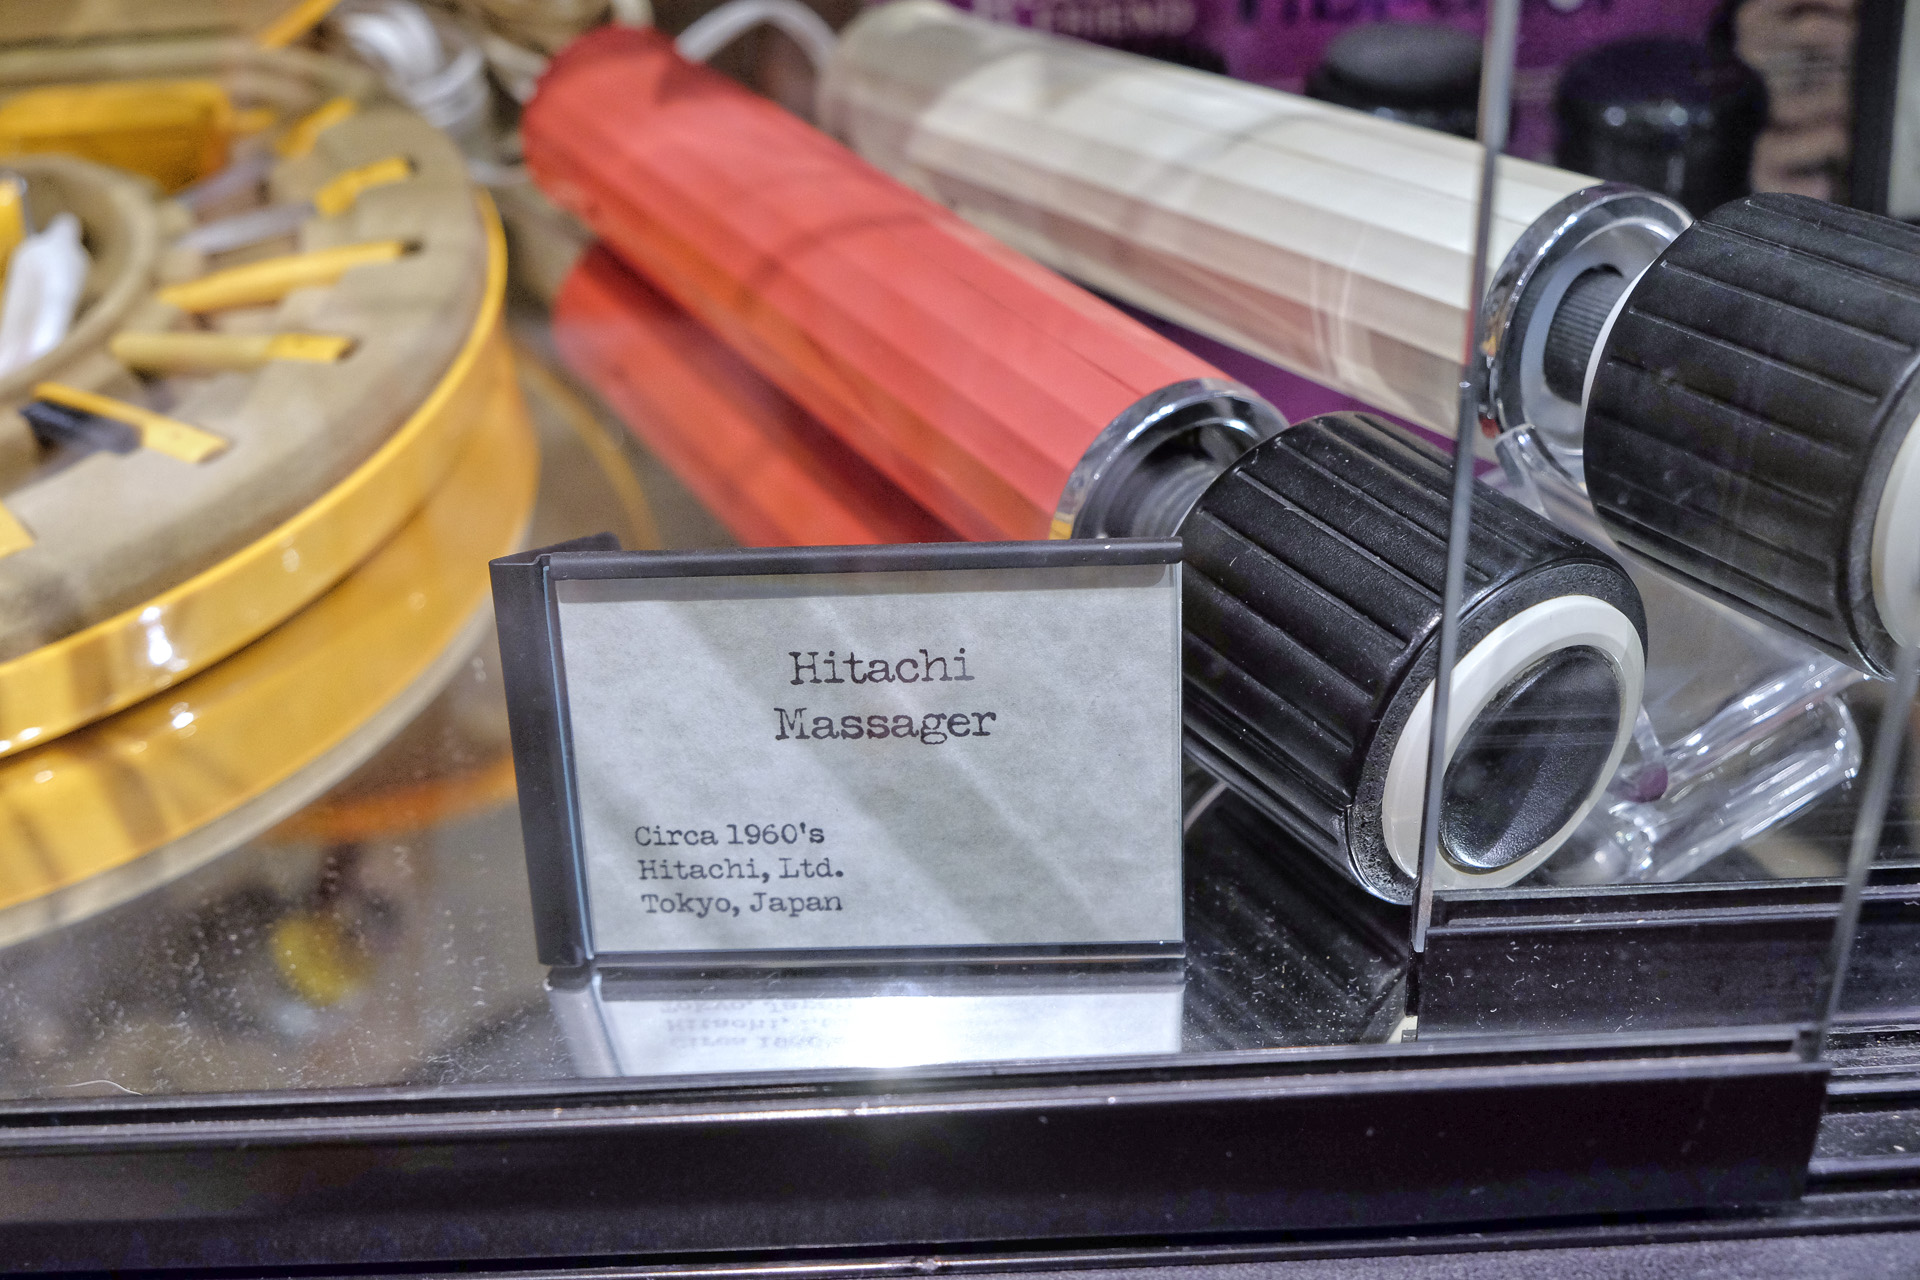 Hitachi
Massager
Circa 1960's
Hitachi, Ltd.
Tokyo, Japan